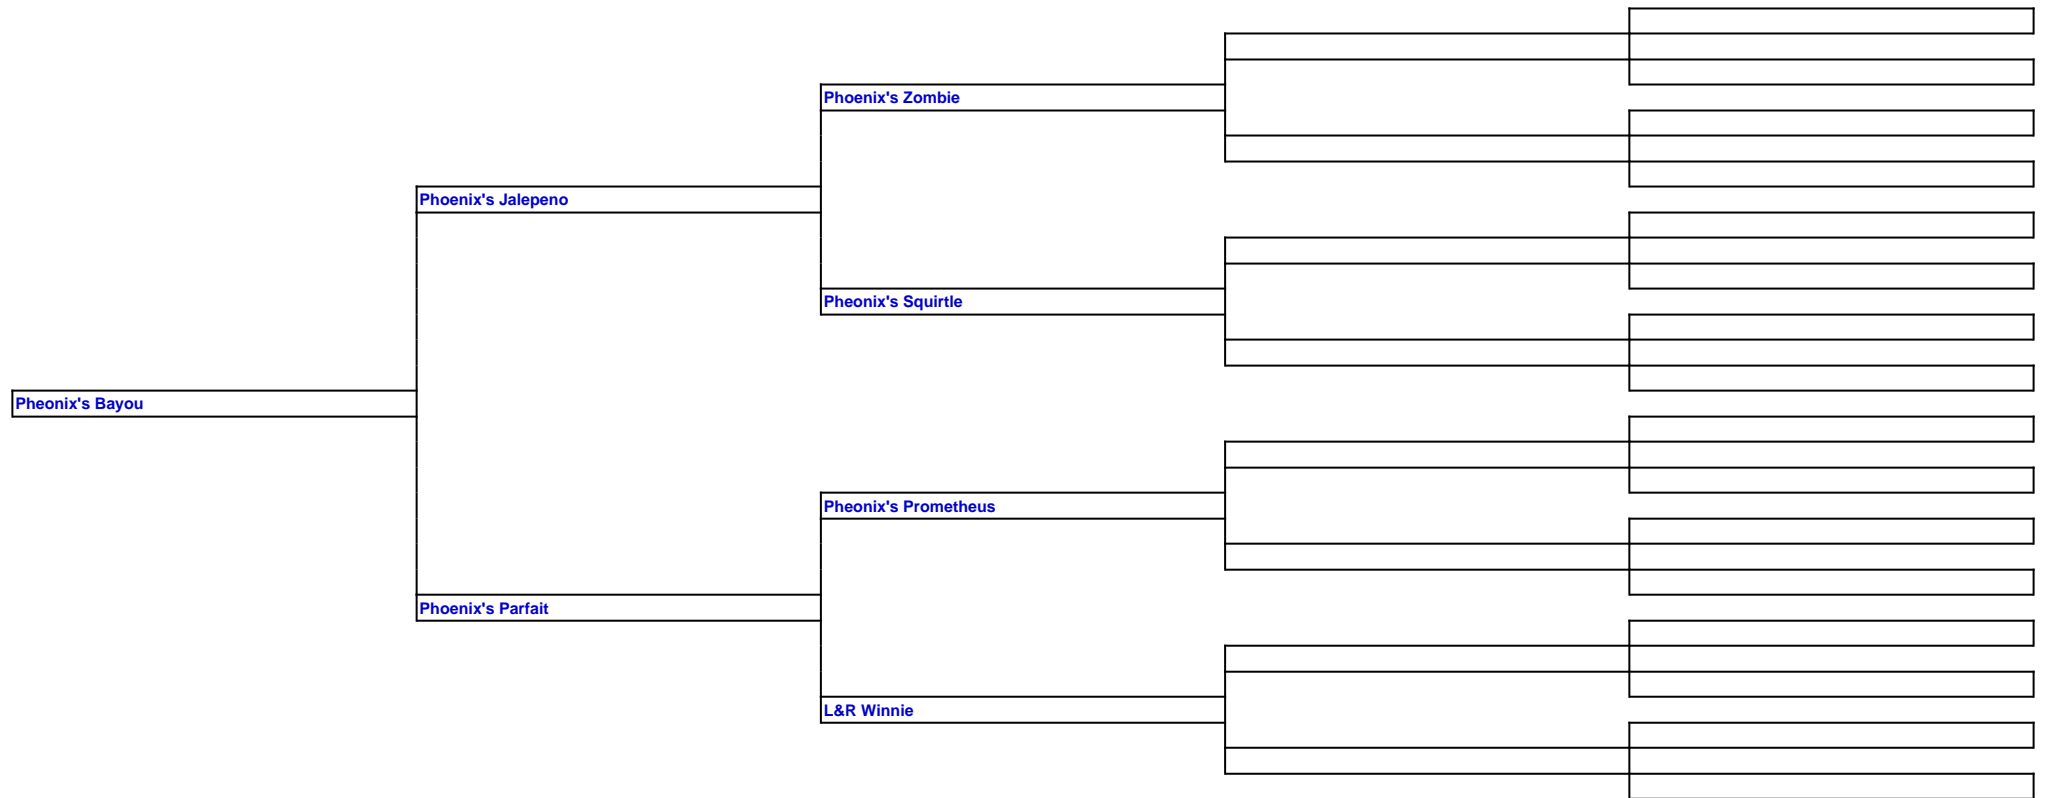 Phoenix's Zombie
Phoenix's Jalepeno
Pheonix's Squirtle
Pheonix's Bayou
Pheonix's Prometheus
Phoenix's Parfait
L&R Winnie